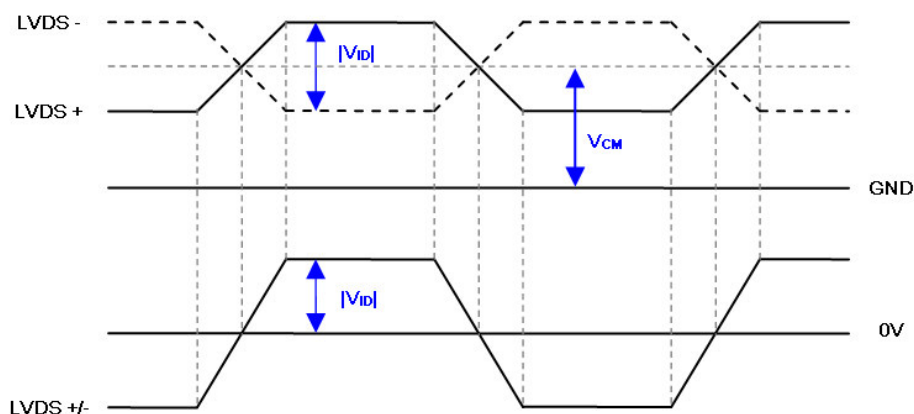 LVDS -
|VID|
LVDS +
VCM
GND
|VID|
0V
LVDS +/-